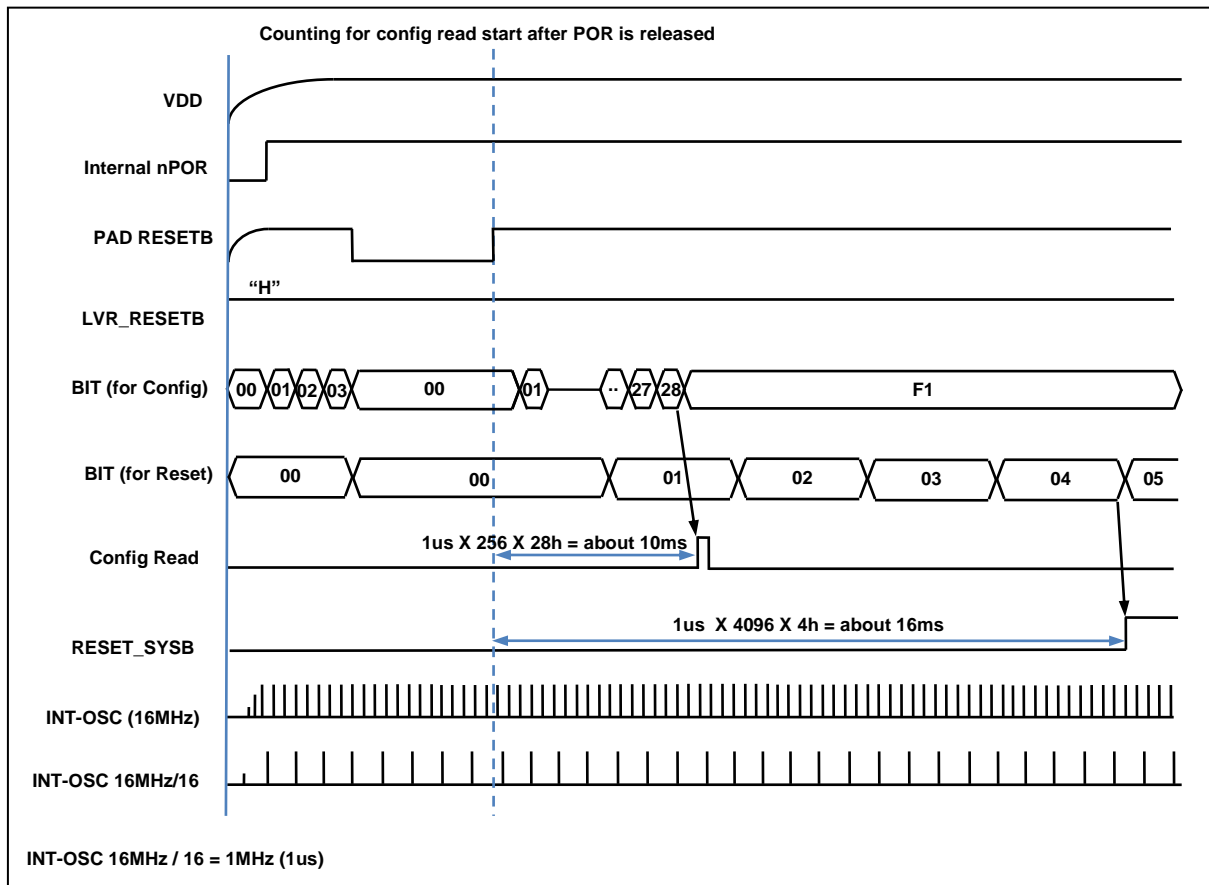 Counting for config read start after POR is released
VDD
Internal nPOR
PAD RESETB
“H”
LVR_RESETB
BIT (for Config)
00 01 02 03 00 01 ·· 27 28 F1
BIT (for Reset)
00 00 01 02 03 04 05
1us X 256 X 28h = about 10ms
Config Read
1us X 4096 X 4h = about 16ms
RESET_SYSB
INT-OSC (16MHz)
INT-OSC 16MHz/16
INT-OSC 16MHz / 16 = 1MHz (1us)